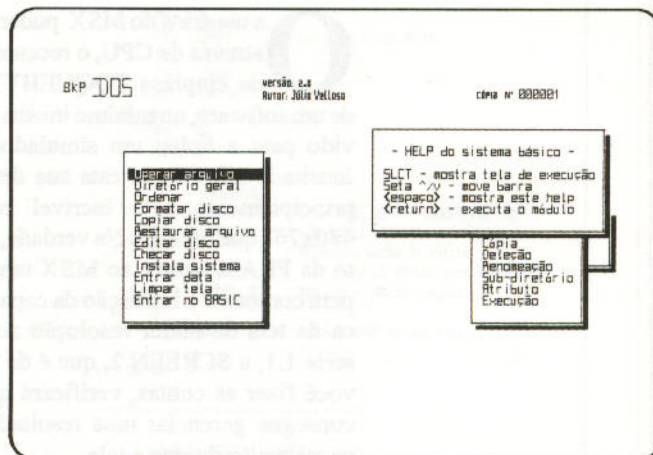 BkP DOS
versão. 2.0
Autor: Júlio Velloso
cópia Nº 000001
Operar arquivo
Diretório geral
Ordenar
Formatar disco
Copiar disco
Restaurar arquivo
Editar disco
Checar disco
Instala sistema
Entrar data
Limpar tela
Entrar no BASIC
- HELP do sistema básico -
SLCT - mostra tela de execução
Seta ^/v - move barra
<espaço> - mostra este help
<return> - executa o módulo
Cópia
Deleção
Renomeação
Sub-diretório
Atributo
Execução